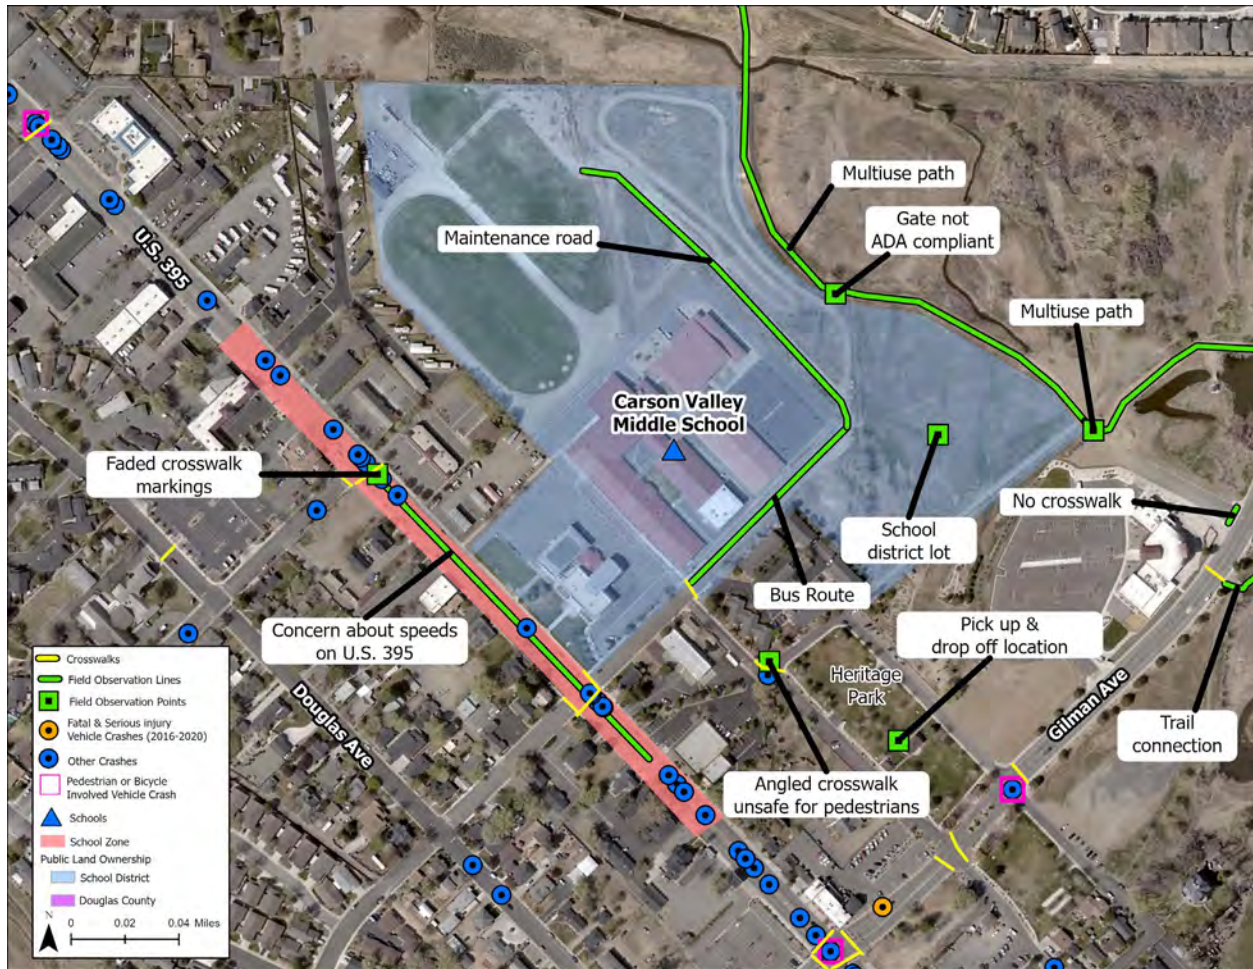 Multiuse path
Gate not
ADA compliant
Maintenance road
U.S. 395
Multiuse path
Carson Valley
Middle School
Faded crosswalk
markings
No crosswalk
School
district lot
Bus Route
Concern about speeds
on U.S. 395
Pick up &
drop off location
Heritage
Park
Gilman Ave
Trail
connection
Douglas Ave
Angled crosswalk
unsafe for pedestrians
Crosswalks
Field Observation Lines
Field Observation Points
Fatal & Serious injury
Vehicle Crashes (2016-2020)
Other Crashes
Pedestrian or Bicycle
Involved Vehicle Crash
Schools
School Zone
Public Land Ownership
School District
Douglas County
N
0 0.02 0.04 Miles